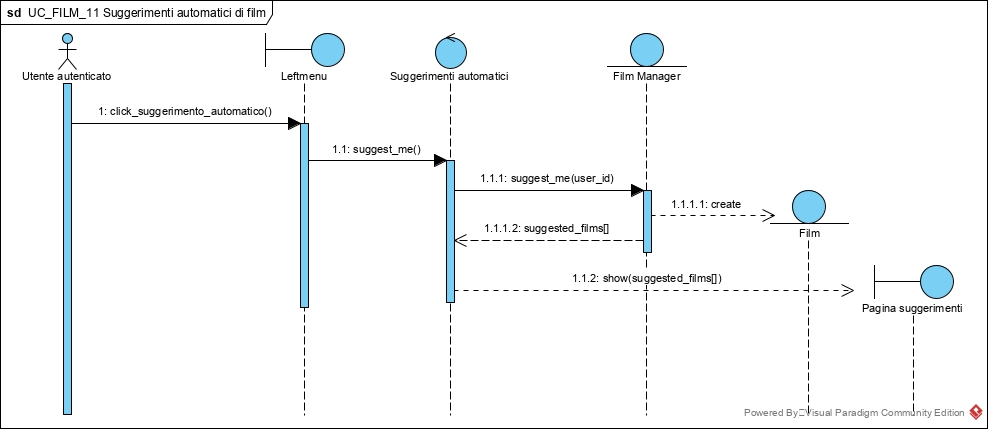 sd UC_FILM_11 Suggerimenti automatici di film
Utente autenticato
Leftmenu
Suggerimenti automatici
Film Manager
1: click_suggerimento_automatico()
1.1: suggest_me()
1.1.1: suggest_me(user_id)
1.1.1.1: create
1.1.1.2: suggested_films[]
Film
1.1.2: show(suggested_films[])
Pagina suggerimenti
Powered By Visual Paradigm Community Edition